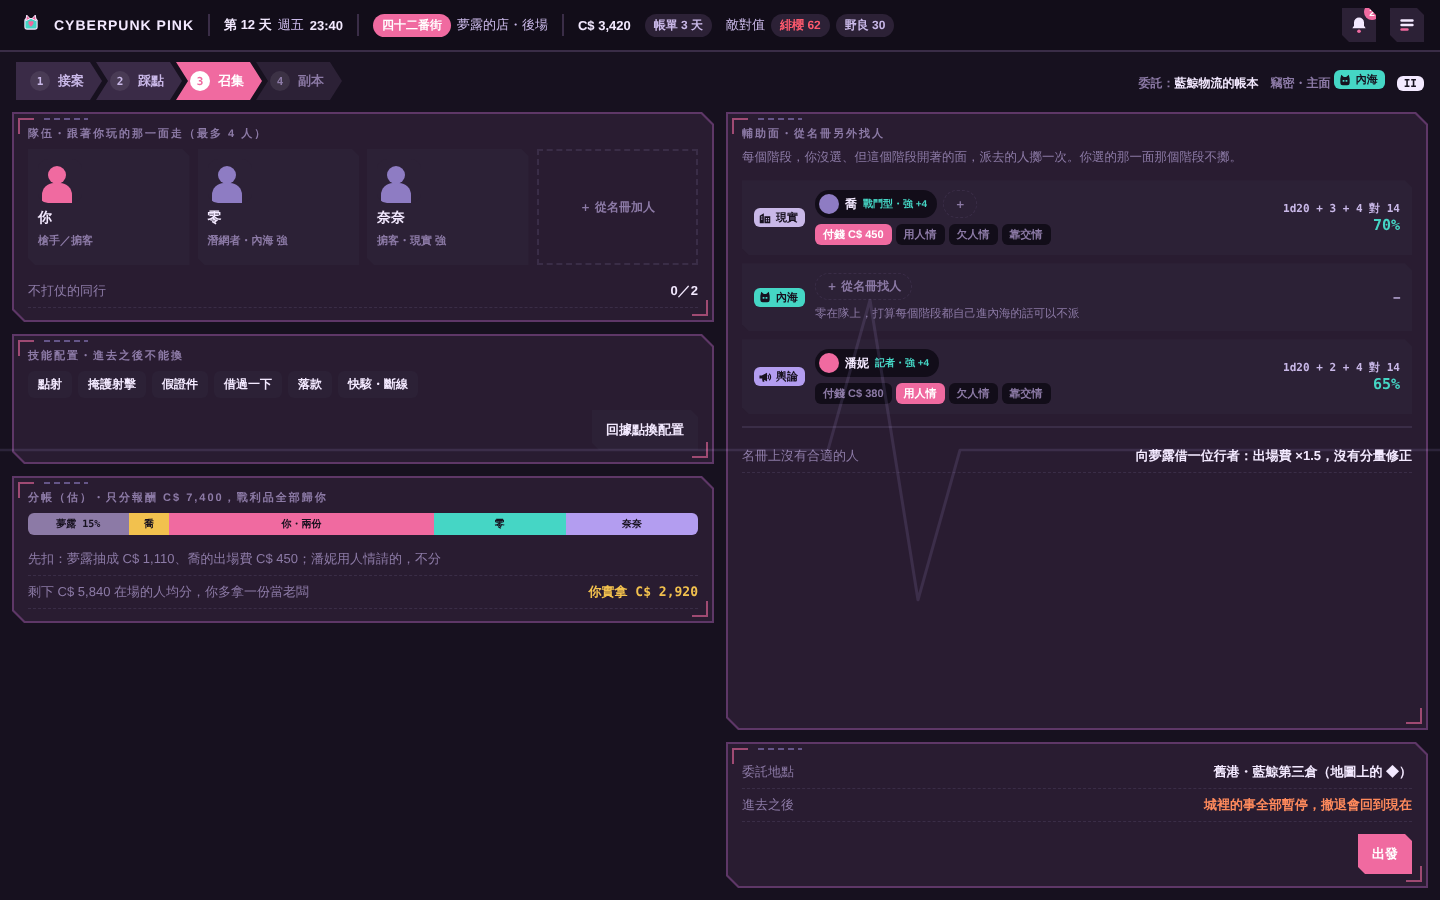 CYBERPUNK PINK 第 12 天 週五 23:40 四十二番街 夢露的店・後場 C$ 3,420 帳單 3 天 敵對值 緋櫻 62 野良 30
1 接案 2 踩點 3 召集 4 副本 委託：藍鯨物流的帳本 竊密・主面 內海 II
隊伍・跟著你玩的那一面走（最多 4 人）
你
槍手／掮客
零
潛網者・內海 強
奈奈
掮客・現實 強
＋ 從名冊加人
不打仗的同行 0／2
技能配置・進去之後不能換
點射 掩護射擊 假證件 借過一下 落款 快駭・斷線
回據點換配置
分帳（估）・只分報酬 C$ 7,400，戰利品全部歸你
夢露 15% 喬 你・兩份 零 奈奈
先扣：夢露抽成 C$ 1,110、喬的出場費 C$ 450；潘妮用人情請的，不分
剩下 C$ 5,840 在場的人均分，你多拿一份當老闆 你實拿 C$ 2,920
輔助面・從名冊另外找人
每個階段，你沒選、但這個階段開著的面，派去的人擲一次。你選的那一面那個階段不擲。
現實 喬 戰鬥型・強 +4 ＋
付錢 C$ 450 用人情 欠人情 靠交情
1d20 + 3 + 4 對 14
70%
內海 ＋ 從名冊找人
零在隊上，打算每個階段都自己進內海的話可以不派
—
輿論 潘妮 記者・強 +4
付錢 C$ 380 用人情 欠人情 靠交情
1d20 + 2 + 4 對 14
65%
名冊上沒有合適的人 向夢露借一位行者：出場費 ×1.5，沒有分量修正
委託地點 舊港・藍鯨第三倉（地圖上的 ◆）
進去之後 城裡的事全部暫停，撤退會回到現在
出發